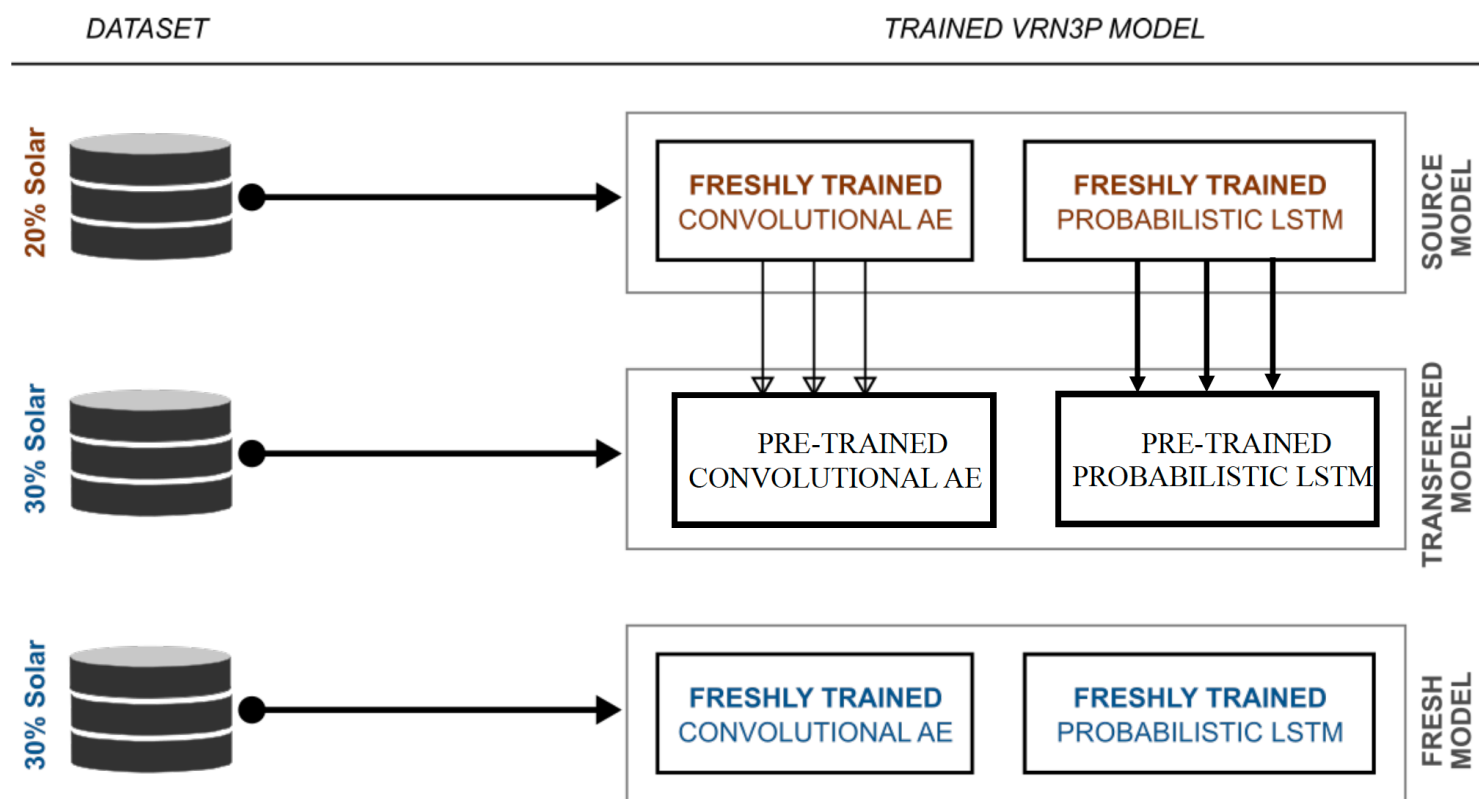 DATASET
TRAINED VRN3P MODEL
20% Solar
FRESHLY TRAINED
CONVOLUTIONAL AE
FRESHLY TRAINED
PROBABILISTIC LSTM
SOURCE
MODEL
30% Solar
PRE-TRAINED
CONVOLUTIONAL AE
PRE-TRAINED
PROBABILISTIC LSTM
TRANSFERRED
MODEL
30% Solar
FRESHLY TRAINED
CONVOLUTIONAL AE
FRESHLY TRAINED
PROBABILISTIC LSTM
FRESH
MODEL